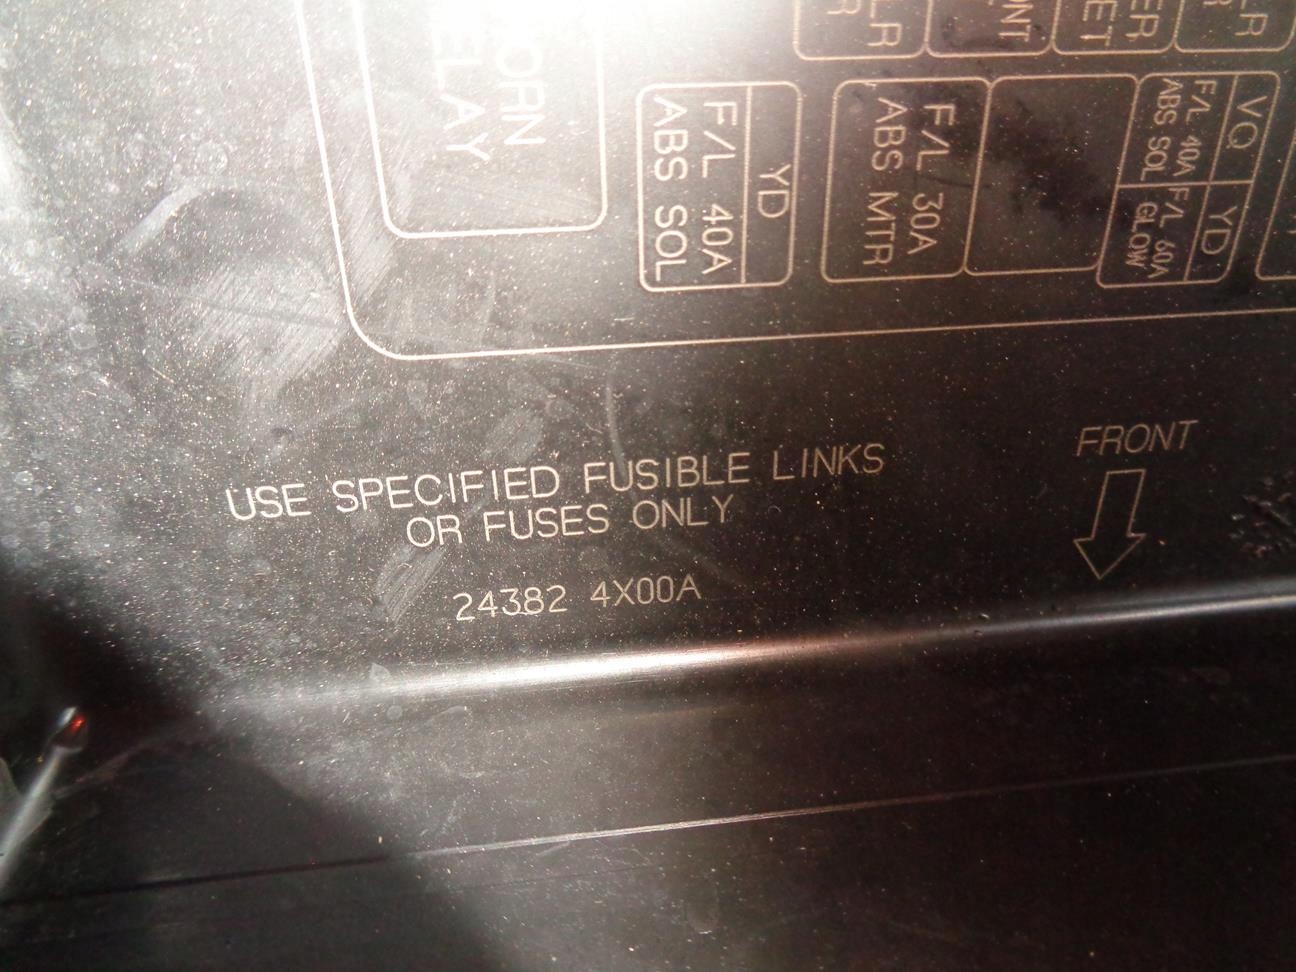 HORN
RELAY
YD
F/L 40A
ABS SOL
F/L 30A
ABS MTR
VQ
F/L 40A
ABS SOL
YD
F/L 60A
GLOW
USE SPECIFIED FUSIBLE LINKS
OR FUSES ONLY
24382 4X00A
FRONT